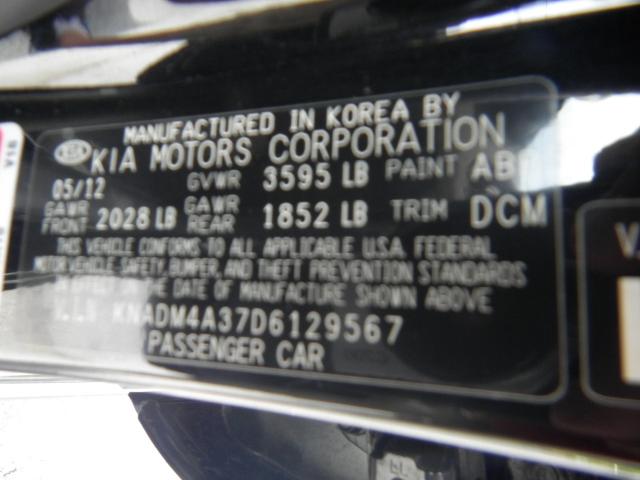 MANUFACTURED IN KOREA BY
KIA KIA MOTORS CORPORATION
05/12 GVWR 3595 LB PAINT AB
GAWR FRONT 2028 LB GAWR REAR 1852 LB TRIM DCM
THIS VEHICLE CONFORMS TO ALL APPLICABLE U.S.A. FEDERAL
MOTOR VEHICLE SAFETY, BUMPER, AND THEFT PREVENTION STANDARDS
IN EFFECT ON THE DATE OF MANUFACTURE SHOWN ABOVE
KNADM4A37D6129567
PASSENGER CAR